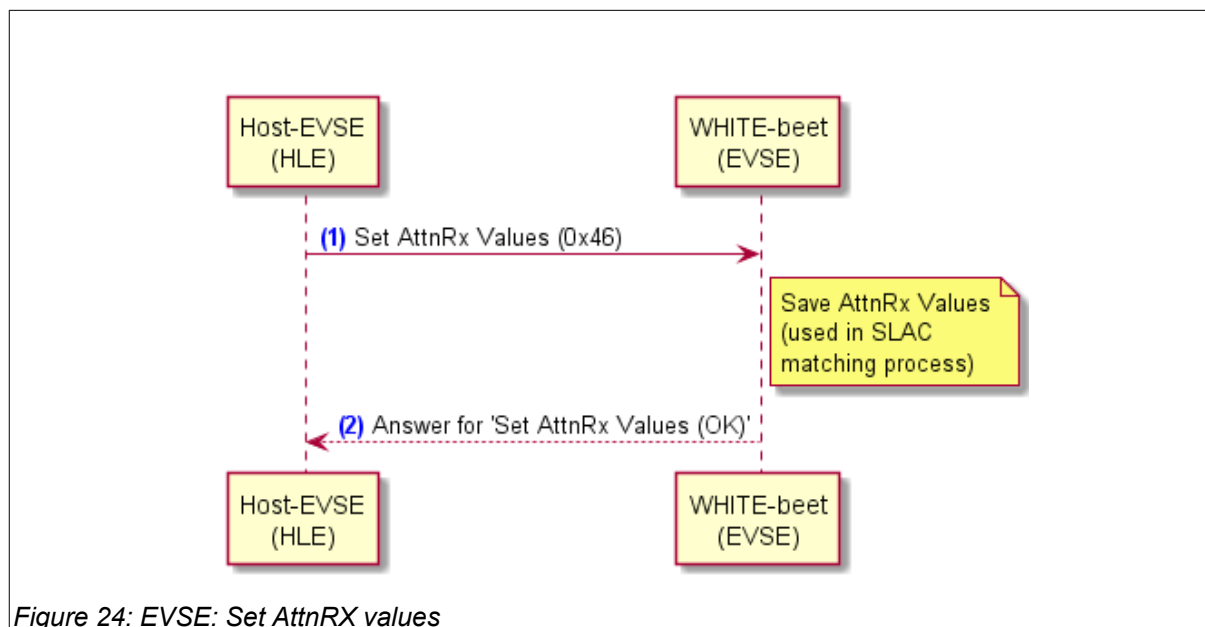 Host-EVSE
(HLE)
WHITE-beet
(EVSE)
(1) Set AttnRx Values (0x46)
Save AttnRx Values
(used in SLAC
matching process)
(2) Answer for 'Set AttnRx Values (OK)'
Host-EVSE
(HLE)
WHITE-beet
(EVSE)
Figure 24: EVSE: Set AttnRX values